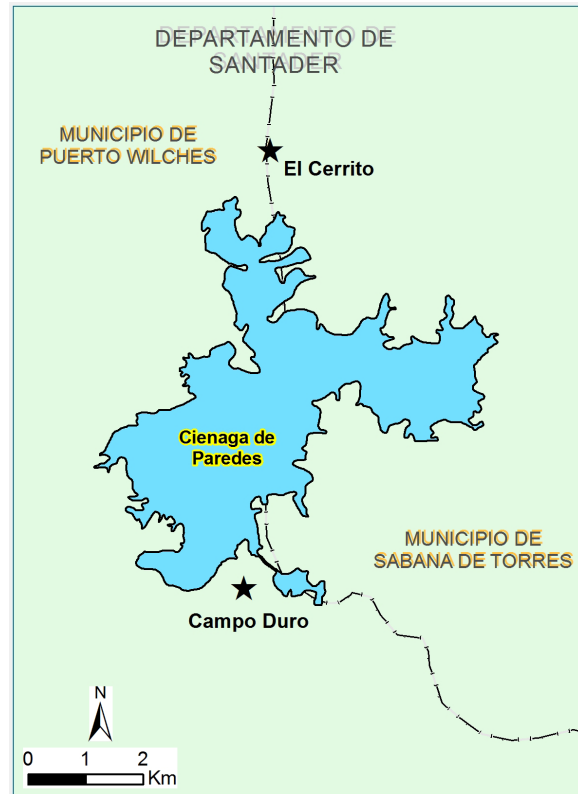 DEPARTAMENTO DE
SANTADER
MUNICIPIO DE
PUERTO WILCHES
El Cerrito
Cienaga de
Paredes
MUNICIPIO DE
SABANA DE TORRES
Campo Duro
N
0 1 2
Km